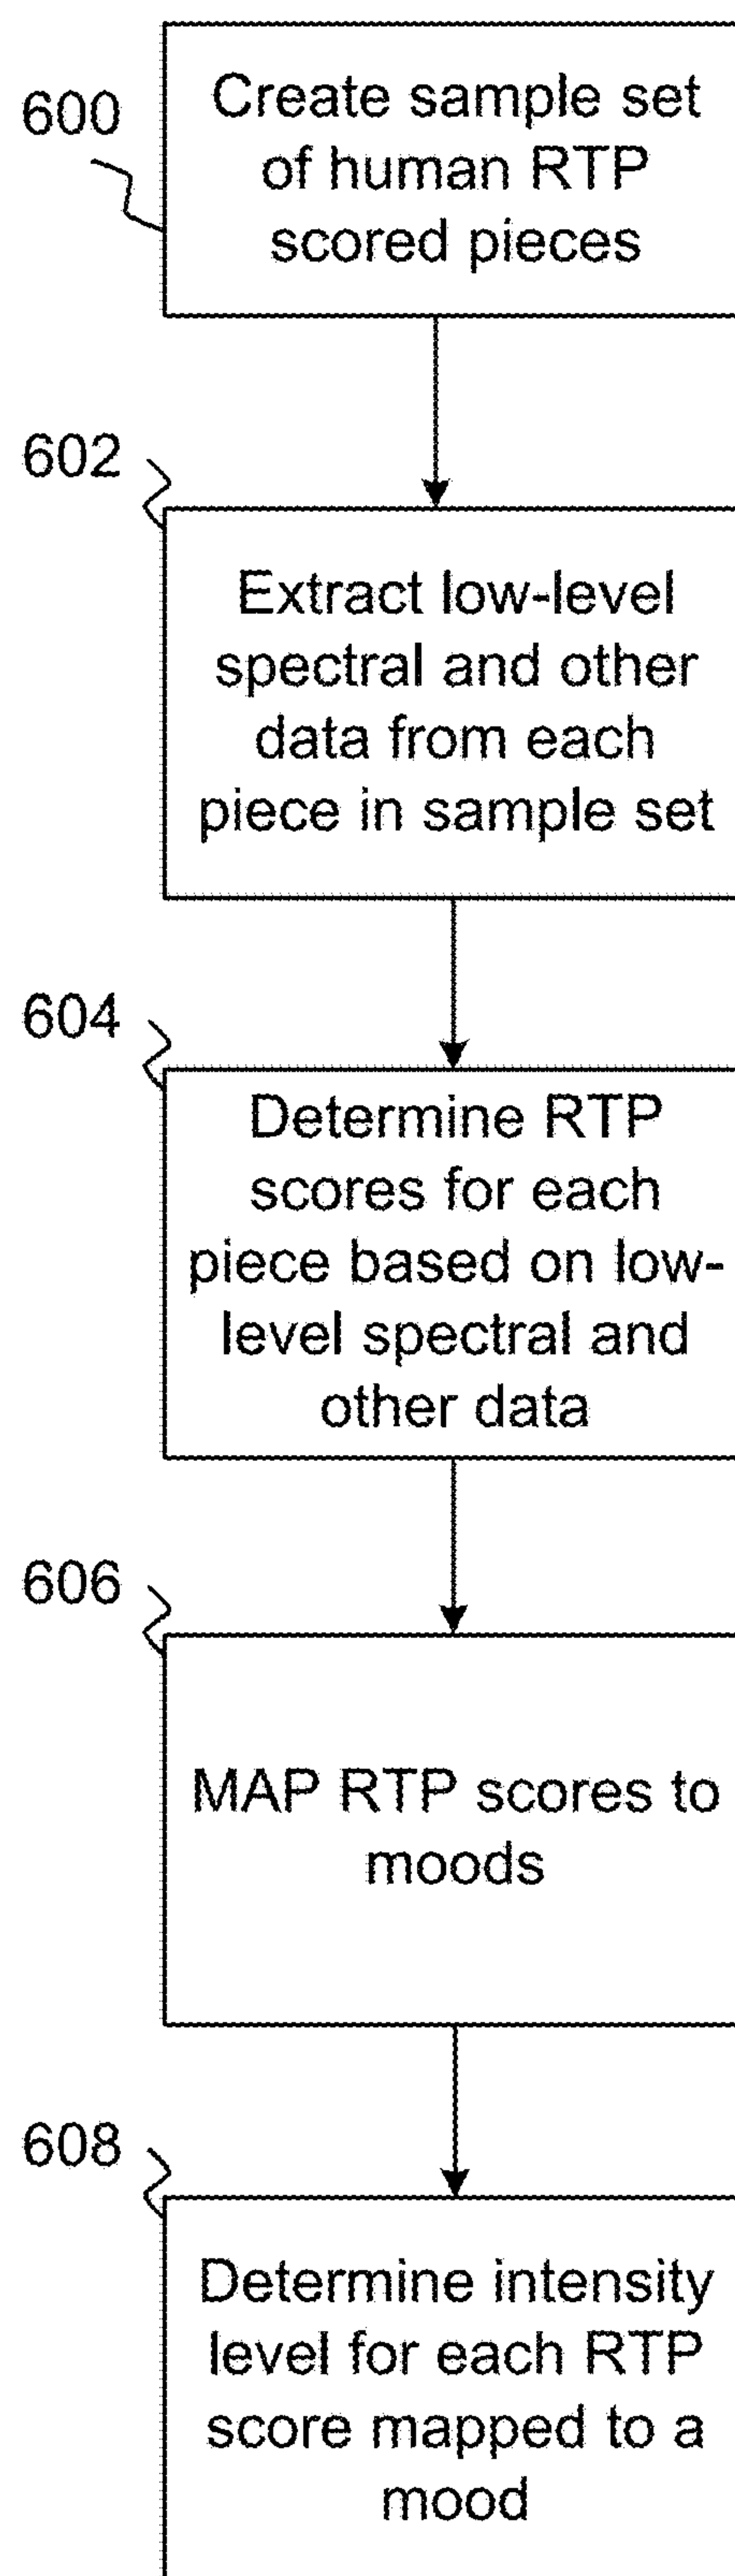 600
Create sample set
of human RTP
scored pieces
602
Extract low-level
spectral and other
data from each
piece in sample set
604
Determine RTP
scores for each
piece based on low-
level spectral and
other data
606
MAP RTP scores to
moods
608
Determine intensity
level for each RTP
score mapped to a
mood